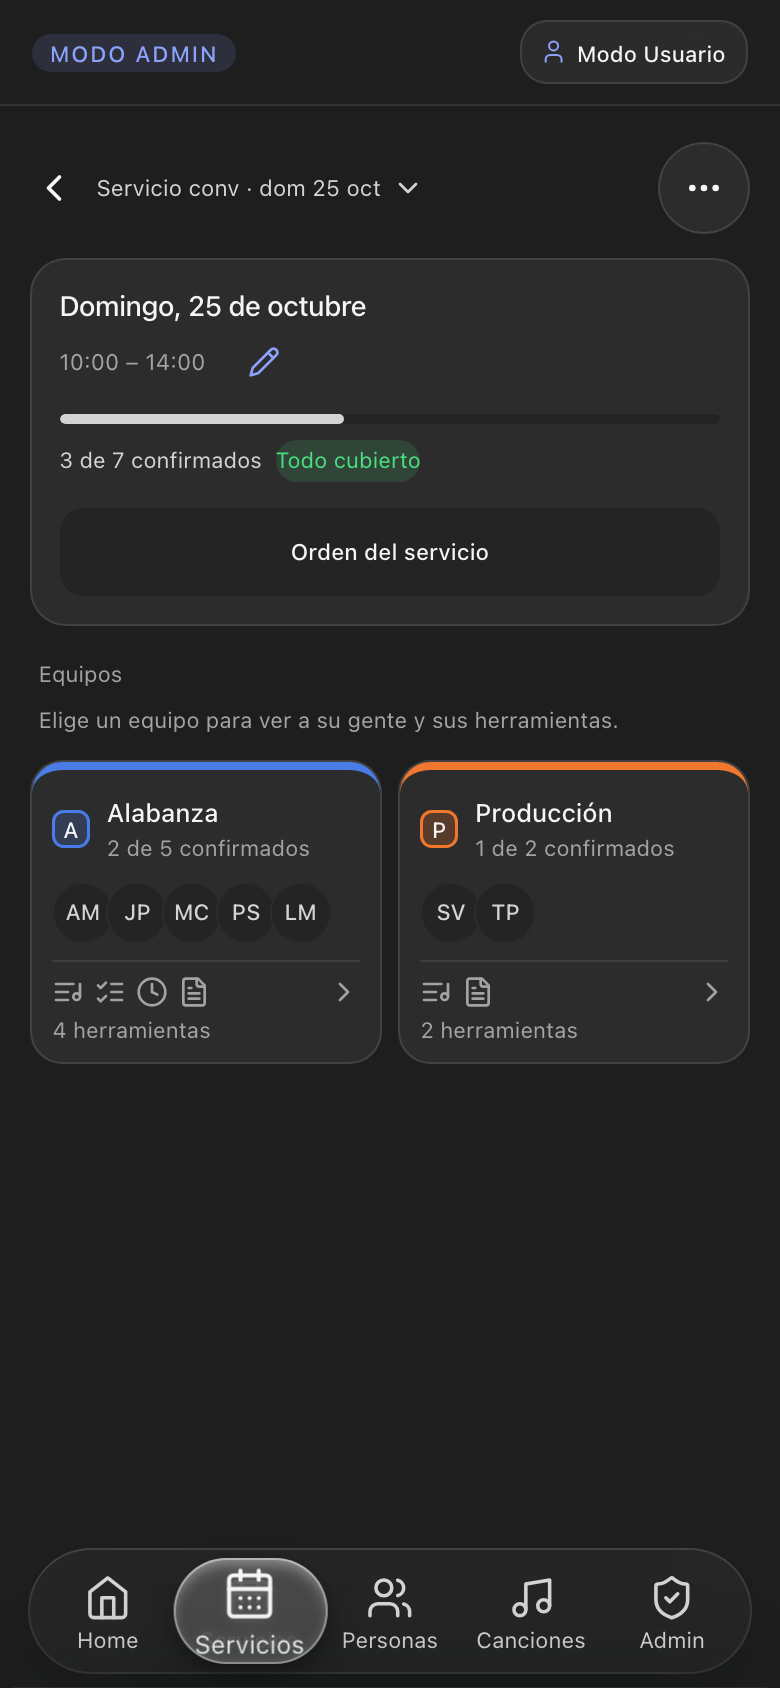 MODO ADMIN
Modo Usuario
Servicio conv · dom 25 oct
Domingo, 25 de octubre
10:00 – 14:00
3 de 7 confirmados
Todo cubierto
Orden del servicio
Equipos
Elige un equipo para ver a su gente y sus herramientas.
A
Alabanza
2 de 5 confirmados
AM JP MC PS LM
4 herramientas
P
Producción
1 de 2 confirmados
SV TP
2 herramientas
Home
Servicios
Personas
Canciones
Admin